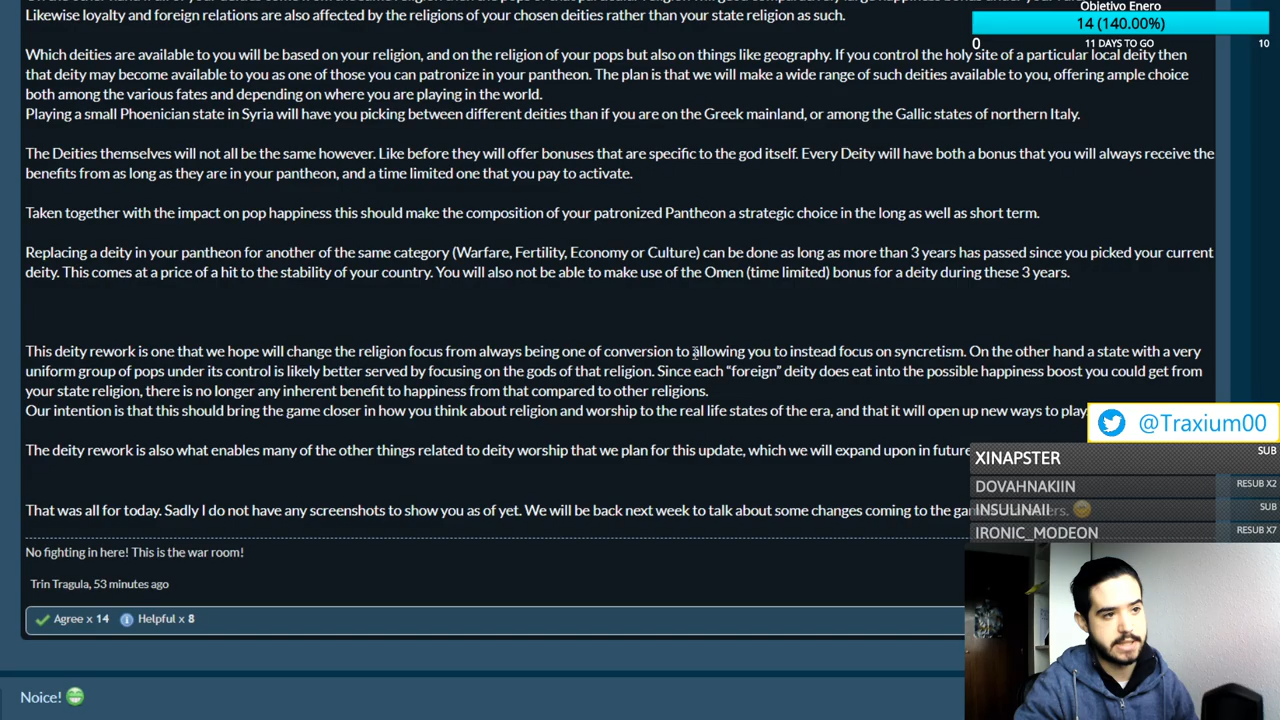 Likewise loyalty and foreign relations are also affected by the religions of your chosen deities rather than your state religion as such.
Which deities are available to you will be based on your religion, and on the religion of your pops but also on things like geography. If you control the holy site of a particular local deity then
that deity may become available to you as one of those you can patronize in your pantheon. The plan is that we will make a wide range of such deities available to you, offering ample choice
both among the various fates and depending on where you are playing in the world.
Playing a small Phoenician state in Syria will have you picking between different deities than if you are on the Greek mainland, or among the Gallic states of northern Italy.
The Deities themselves will not all be the same however. Like before they will offer bonuses that are specific to the god itself. Every Deity will have both a bonus that you will always receive the
benefits from as long as they are in your pantheon, and a time limited one that you pay to activate.
Taken together with the impact on pop happiness this should make the composition of your patronized Pantheon a strategic choice in the long as well as short term.
Replacing a deity in your pantheon for another of the same category (Warfare, Fertility, Economy or Culture) can be done as long as more than 3 years has passed since you picked your current
deity. This comes at a price of a hit to the stability of your country. You will also not be able to make use of the Omen (time limited) bonus for a deity during these 3 years.
This deity rework is one that we hope will change the religion focus from always being one of conversion to allowing you to instead focus on syncretism. On the other hand a state with a very
uniform group of pops under its control is likely better served by focusing on the gods of that religion. Since each “foreign” deity does eat into the possible happiness boost you could get from
your state religion, there is no longer any inherent benefit to happiness from that compared to other religions.
Our intention is that this should bring the game closer in how you think about religion and worship to the real life states of the era, and that it will open up new ways to play
The deity rework is also what enables many of the other things related to deity worship that we plan for this update, which we will expand upon in future
That was all for today. Sadly I do not have any screenshots to show you as of yet. We will be back next week to talk about some changes coming to the
No fighting in here! This is the war room!
Trin Tragula, 53 minutes ago
Agree x 14 Helpful x 8
Noice!
Obietivo Enero
14 (140.00%)
0 11 DAYS TO GO 10
@Traxium00
XINAPSTER SUB
DOVAHNAKIIN RESUB X2
INSULINAII SUB
IRONIC_MODEON RESUB X7